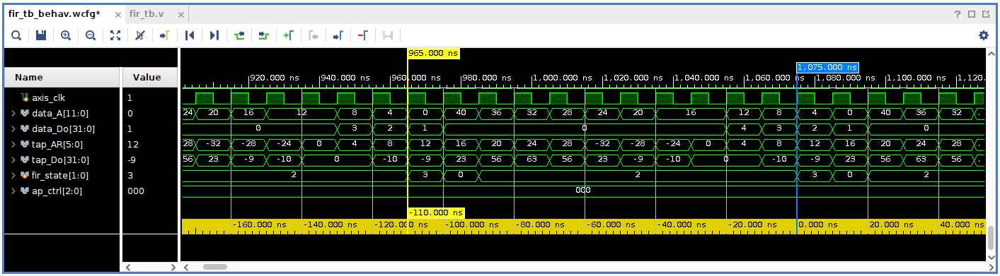 fir_tb_behav.wcfg* × fir_tb.v ×
?
965.000 ns
1,075.000 ns
Name Value
920.000 ns 940.000 ns 960.000 ns 980.000 ns 1,000.000 ns 1,020.000 ns 1,040.000 ns 1,060.000 ns 1,080.000 ns 1,100.000 ns 1,120.
axis_clk 1
data_A[11:0] 0 24 20 16 12 8 4 0 40 36 32 28 24 20 16 12 8 4 0 40 36 32 .
data_Do[31:0] 1 0 3 2 1 0 4 3 2 1 0
tap_AR[5:0] 12 28 -32 -28 -24 0 4 8 12 16 20 24 28 -32 -28 -24 0 4 8 12 16 20 24 28 .
tap_Do[31:0] -9 56 23 -9 -10 0 -10 -9 23 56 63 56 23 -9 -10 0 -10 -9 23 56 63 56 .
fir_state[1:0] 3 2 3 0 2 3 0 2
ap_ctrl[2:0] 000 000
-110.000 ns
-160.000 ns -140.000 ns -120.000 ns -100.000 ns -80.000 ns -60.000 ns -40.000 ns -20.000 ns 0.000 ns 20.000 ns 40.000 ns